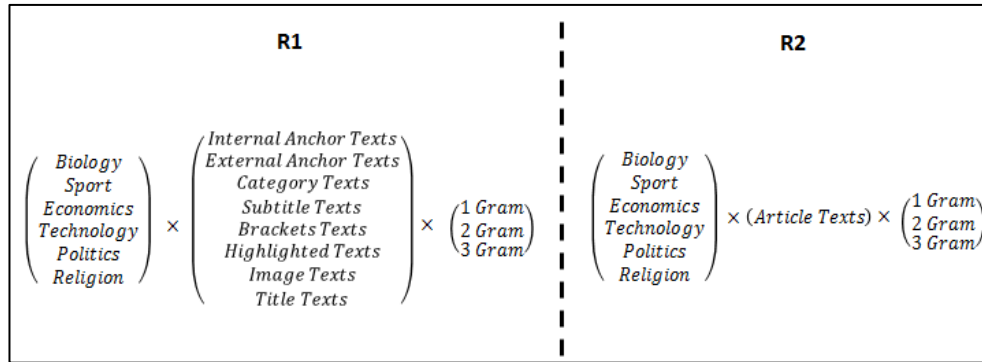 R1
Biology
Sport
Economics
Technology
Politics
Religion
×
Internal Anchor Texts
External Anchor Texts
Category Texts
Subtitle Texts
Brackets Texts
Highlighted Texts
Image Texts
Title Texts
×
1 Gram
2 Gram
3 Gram
R2
Biology
Sport
Economics
Technology
Politics
Religion
× (Article Texts) ×
1 Gram
2 Gram
3 Gram